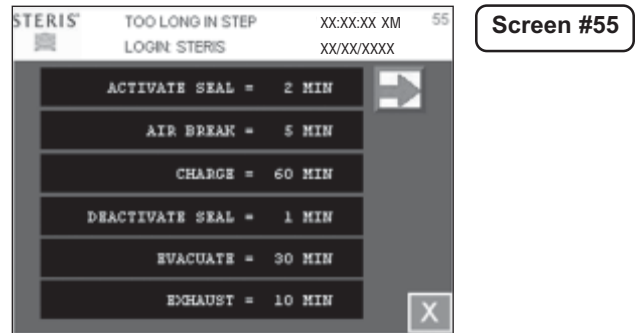 STERIS® TOO LONG IN STEP XX:XX:XX XM 55
LOGIN: STERIS XX/XX/XXXX
Screen #55
ACTIVATE SEAL = 2 MIN
AIR BREAK = 5 MIN
CHARGE = 60 MIN
DEACTIVATE SEAL = 1 MIN
EVACUATE = 30 MIN
EXHAUST = 10 MIN
X